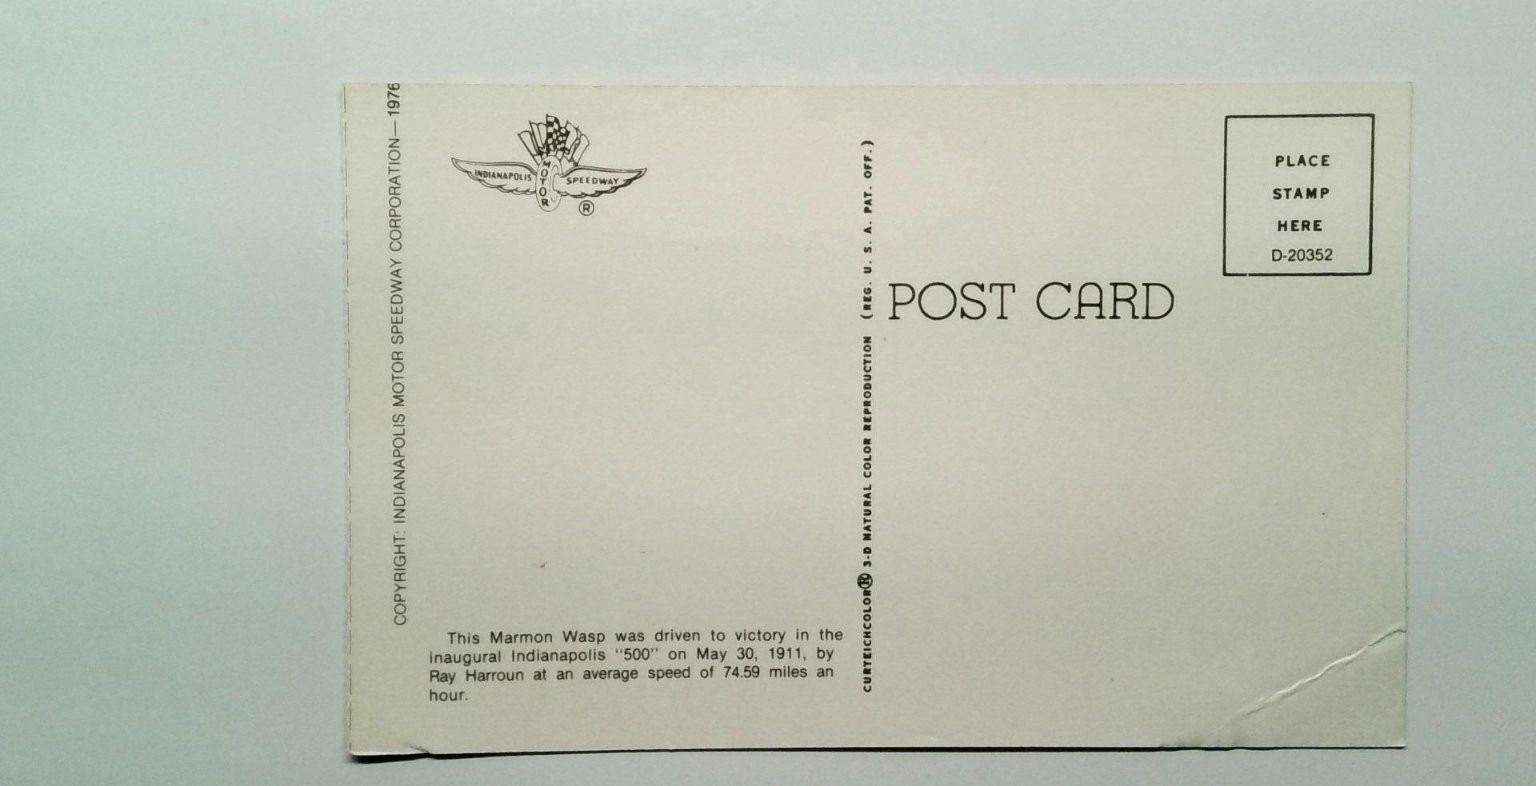 COPYRIGHT: INDIANAPOLIS MOTOR SPEEDWAY CORPORATION—1976
INDIANAPOLIS
MOTOR
SPEEDWAY
®
This Marmon Wasp was driven to victory in the
inaugural Indianapolis "500" on May 30, 1911, by
Ray Harroun at an average speed of 74.59 miles an
hour.
CURTEICHCOLOR® 3-D NATURAL COLOR REPRODUCTION (REG. U. S. A. PAT. OFF.)
POST CARD
PLACE
STAMP
HERE
D-20352